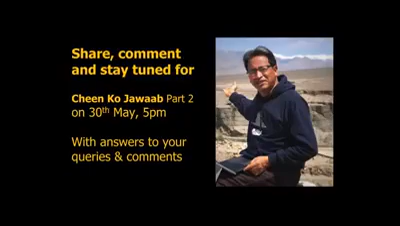 Share, comment
and stay tuned for
Cheen Ko Jawaab Part 2
on 30th May, 5pm
With answers to your
queries & comments